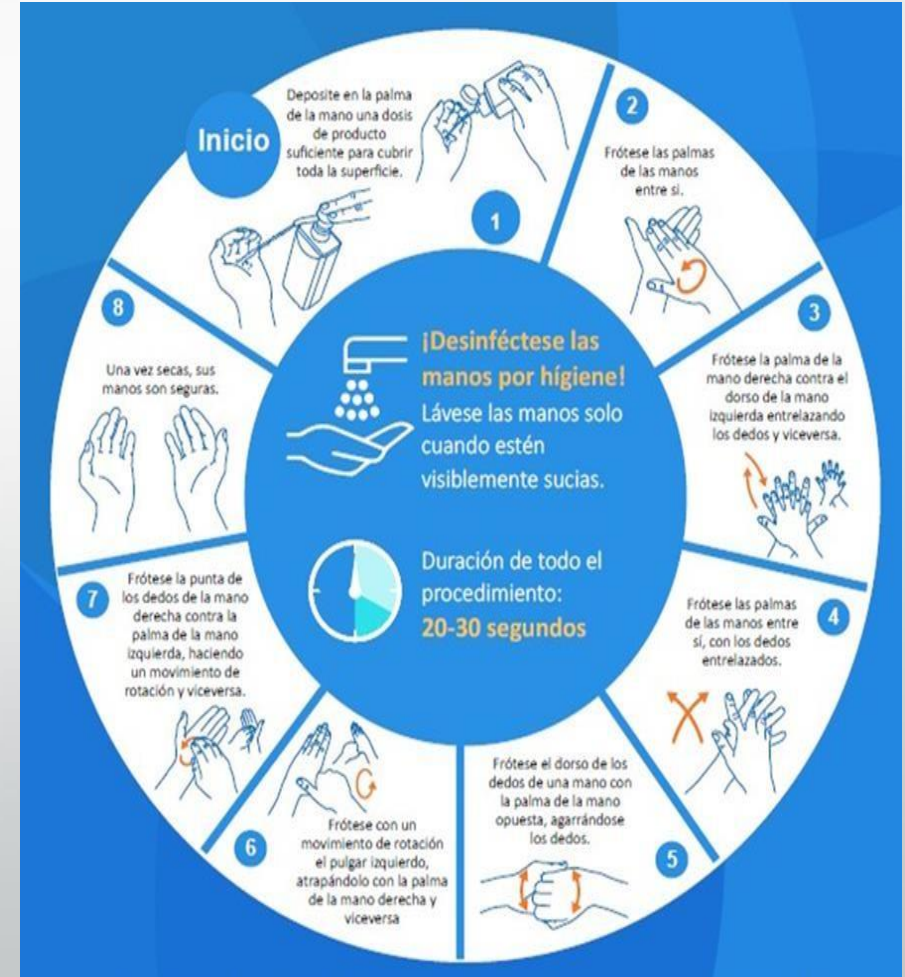 Inicio
Deposite en la palma
de la mano una dosis
de producto
suficiente para cubrir
toda la superficie.
1
2
Frótese las palmas
de las manos
entre si.
3
Frótese la palma de la
mano derecha contra el
dorso de la mano
izquierda entrelazando
los dedos y viceversa.
4
Frótese las palmas
de las manos entre
sí, con los dedos
entrelazados.
5
Frótese el dorso de los
dedos de una mano con
la palma de la mano
opuesta, agarrándose
los dedos.
6
Frótese con un
movimiento de rotación
el pulgar izquierdo,
atrapándolo con la palma
de la mano derecha y
viceversa
7
Frótese la punta de
los dedos de la mano
derecha contra la
palma de la mano
izquierda, haciendo
un movimiento de
rotación y viceversa.
8
Una vez secas, sus
manos son seguras.
¡Desinféctese las
manos por hígiene!
Lávese las manos solo
cuando estén
visiblemente sucias.
Duración de todo el
procedimiento:
20-30 segundos